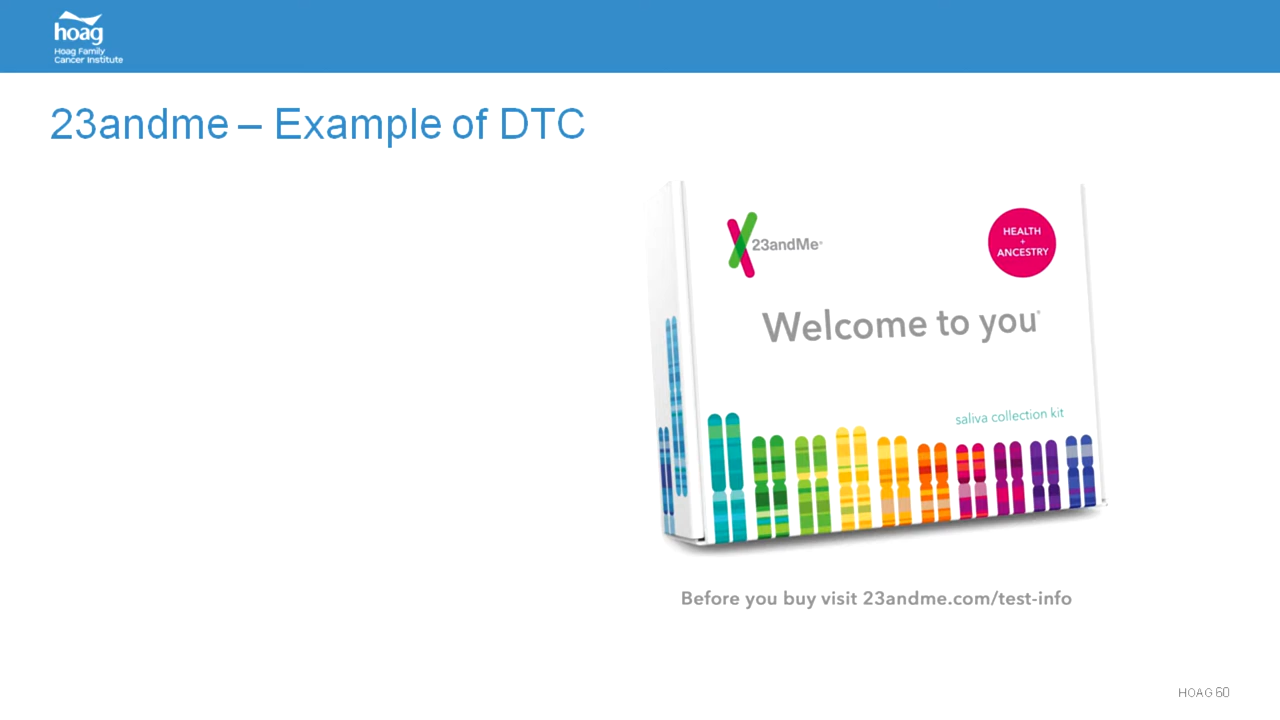 hoag
Hoag Family
Cancer Institute
23andme – Example of DTC
23andMe®
HEALTH
+
ANCESTRY
Welcome to you®
saliva collection kit
Before you buy visit 23andme.com/test-info
HOAG 60